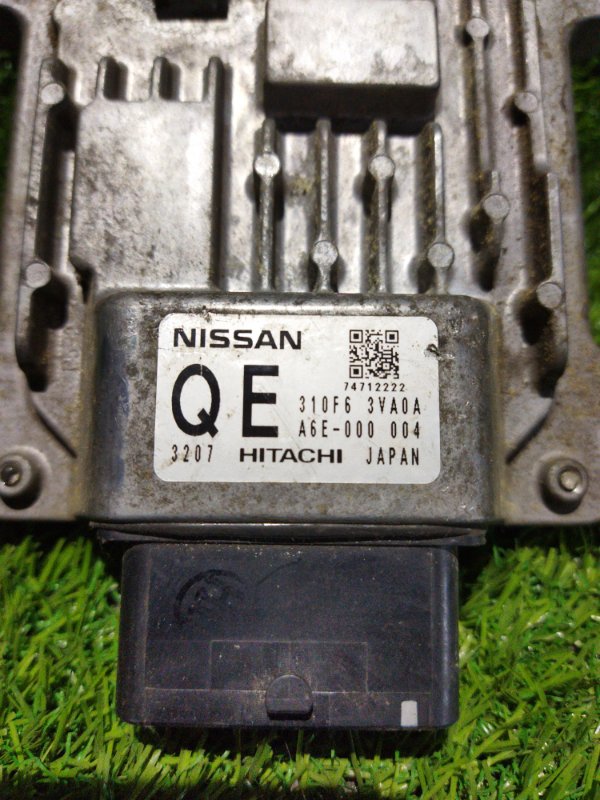 NISSAN
74712222
QE 310F6 3VA0A
A6E-000 004
3207 HITACHI JAPAN